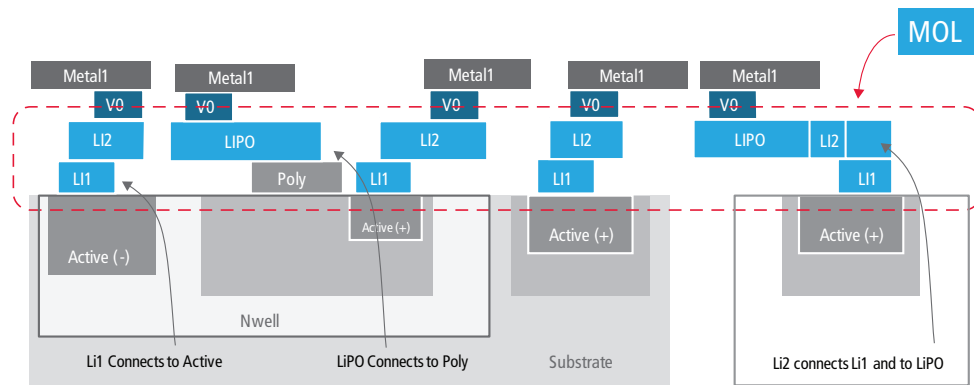 MOL
Metal1
Metal1
Metal1
Metal1
Metal1
V0
V0
V0
V0
V0
LI2
LIPO
LI2
LI2
LIPO
LI2
LI1
Poly
LI1
LI1
LI1
Active (-)
Active (+)
Active (+)
Active (+)
Nwell
Li1 Connects to Active
LiPO Connects to Poly
Substrate
Li2 connects Li1 and to LiPO